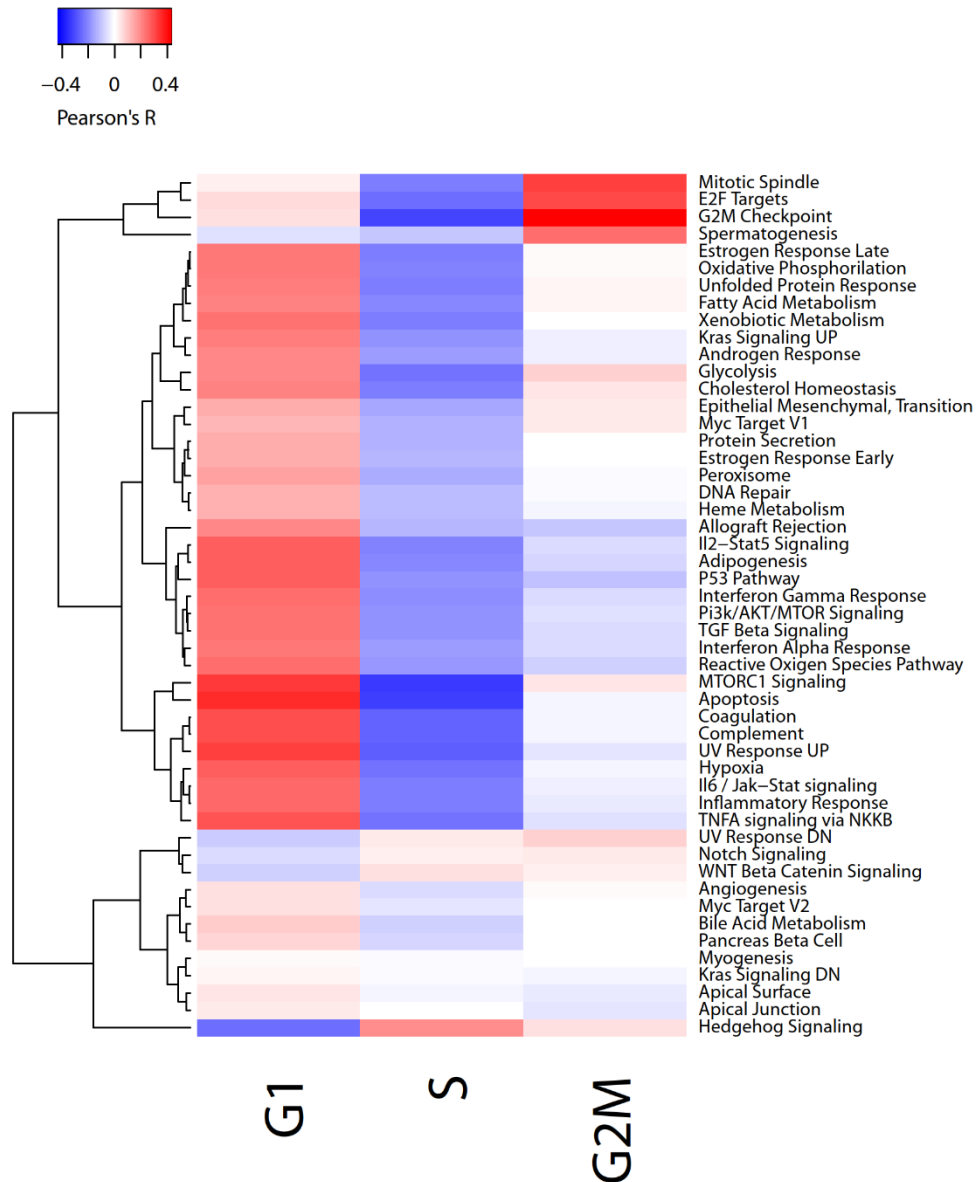 −0.4 0 0.4
Pearson's R
Mitotic Spindle
E2F Targets
G2M Checkpoint
Spermatogenesis
Estrogen Response Late
Oxidative Phosphorilation
Unfolded Protein Response
Fatty Acid Metabolism
Xenobiotic Metabolism
Kras Signaling UP
Androgen Response
Glycolysis
Cholesterol Homeostasis
Epithelial Mesenchymal, Transition
Myc Target V1
Protein Secretion
Estrogen Response Early
Peroxisome
DNA Repair
Heme Metabolism
Allograft Rejection
Il2−Stat5 Signaling
Adipogenesis
P53 Pathway
Interferon Gamma Response
Pi3k/AKT/MTOR Signaling
TGF Beta Signaling
Interferon Alpha Response
Reactive Oxigen Species Pathway
MTORC1 Signaling
Apoptosis
Coagulation
Complement
UV Response UP
Hypoxia
Il6 / Jak−Stat signaling
Inflammatory Response
TNFA signaling via NKKB
UV Response DN
Notch Signaling
WNT Beta Catenin Signaling
Angiogenesis
Myc Target V2
Bile Acid Metabolism
Pancreas Beta Cell
Myogenesis
Kras Signaling DN
Apical Surface
Apical Junction
Hedgehog Signaling
G1
S
G2M